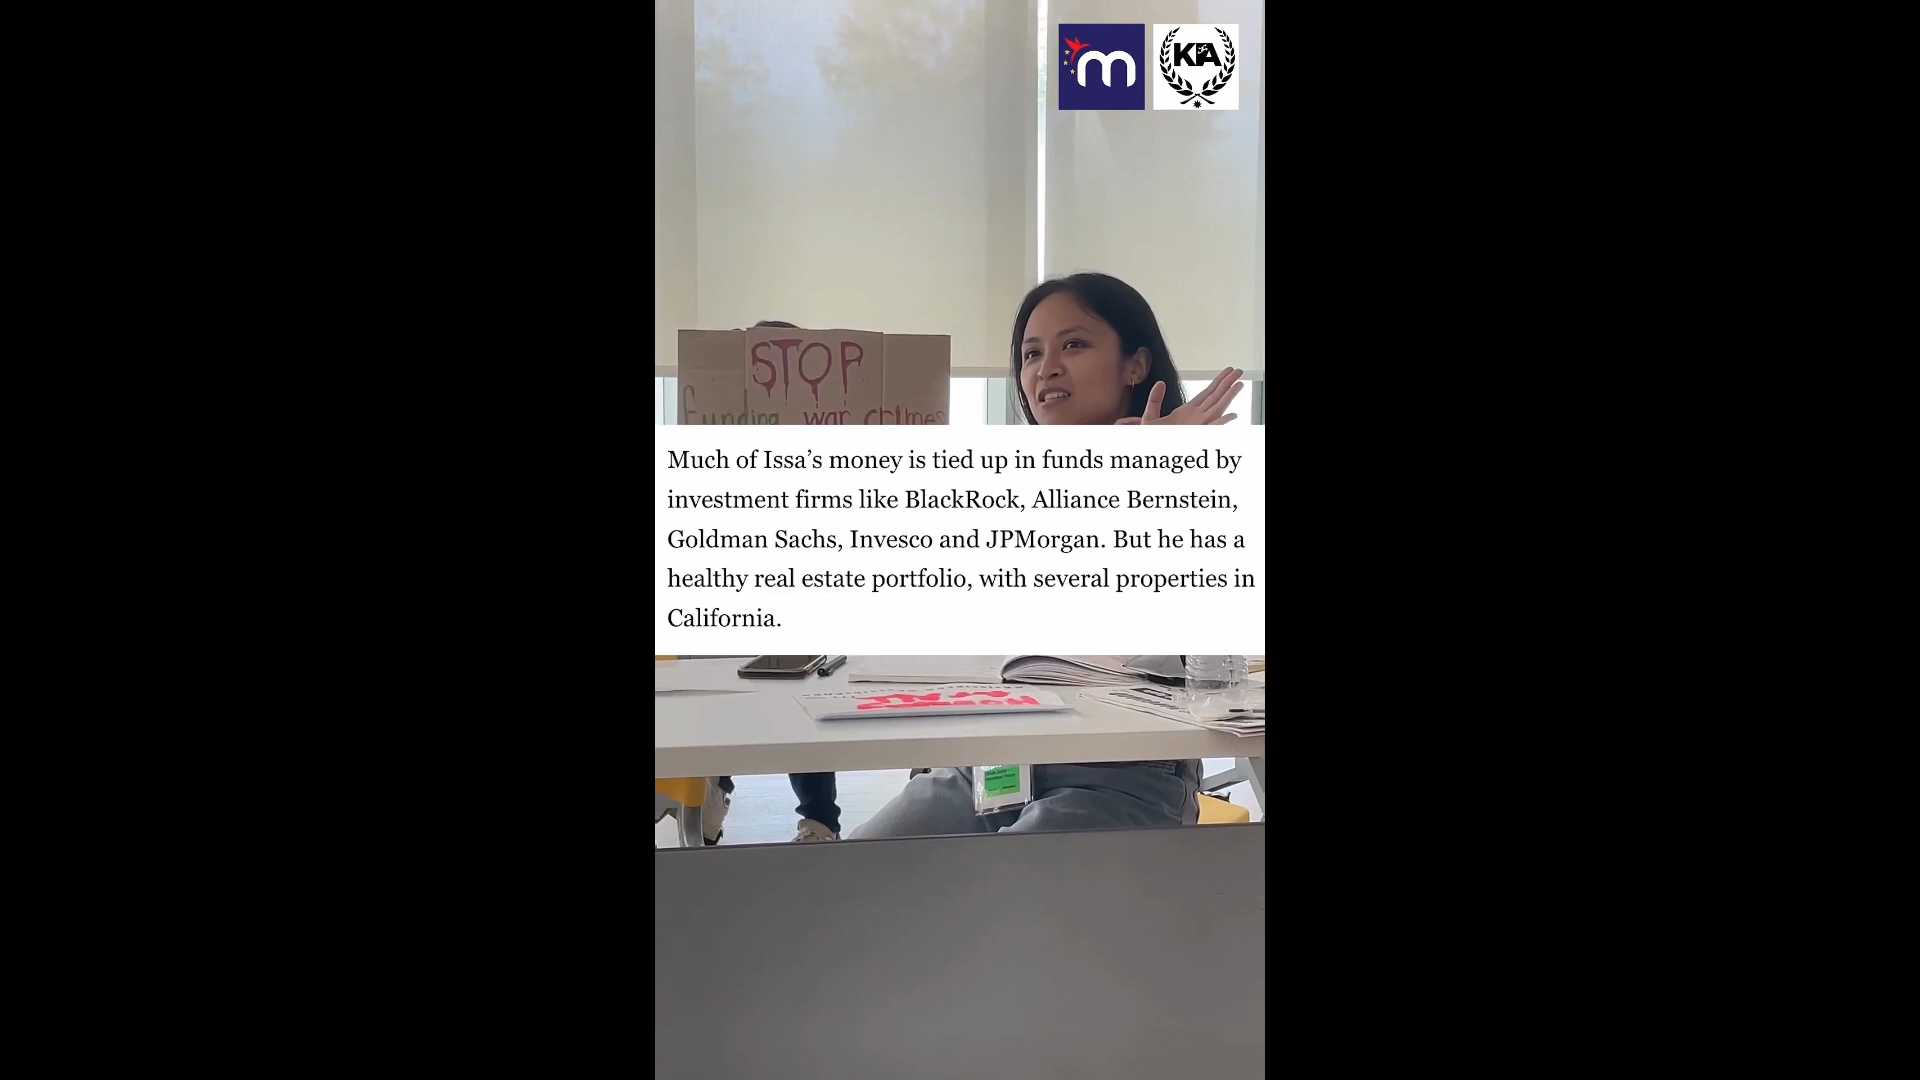 m
KA
STOP
funding war crimes
Much of Issa's money is tied up in funds managed by
investment firms like BlackRock, Alliance Bernstein,
Goldman Sachs, Invesco and JPMorgan. But he has a
healthy real estate portfolio, with several properties in
California.